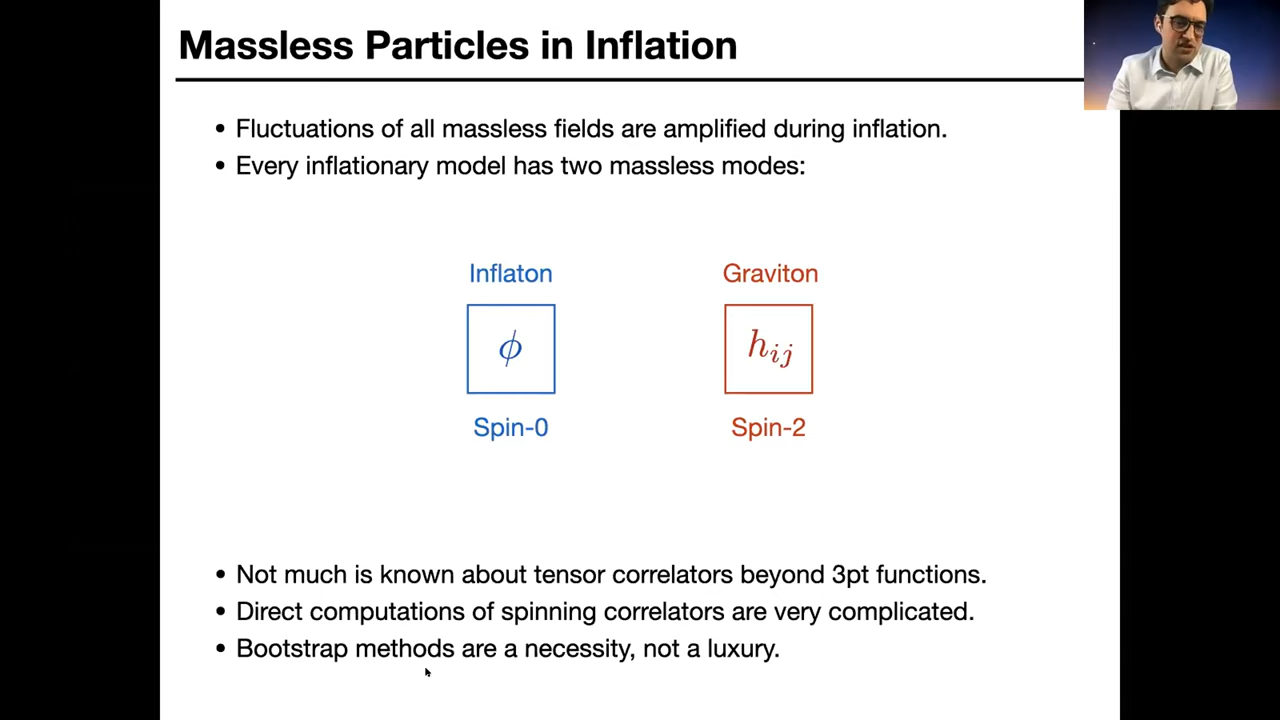 Massless Particles in Inflation
• Fluctuations of all massless fields are amplified during inflation.
• Every inflationary model has two massless modes:
Inflaton
Graviton
ϕ
h_{ij}
Spin-0
Spin-2
• Not much is known about tensor correlators beyond 3pt functions.
• Direct computations of spinning correlators are very complicated.
• Bootstrap methods are a necessity, not a luxury.